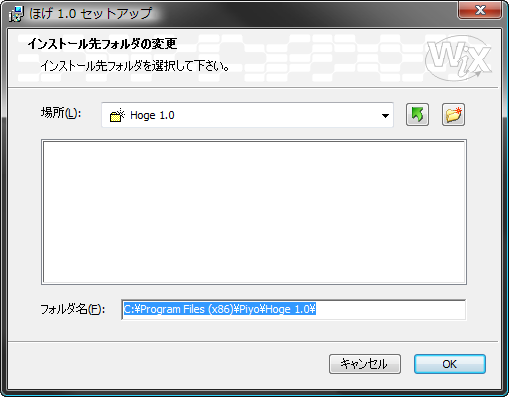 ほげ 1.0 セットアップ
インストール先フォルダの変更
インストール先フォルダを選択して下さい。
WiX
場所(L):
Hoge 1.0
フォルダ名(F):
C:¥Program Files (x86)¥Piyo¥Hoge 1.0¥
キャンセル
OK